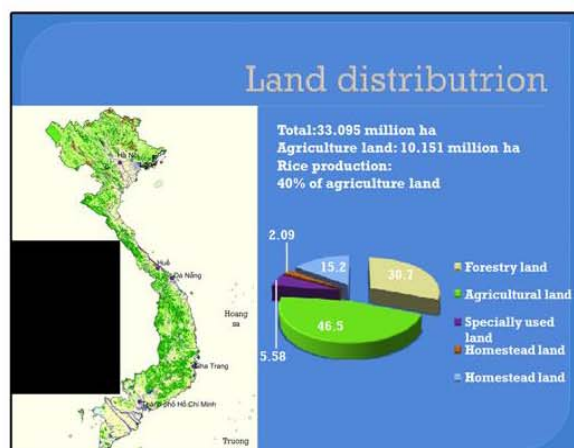 Land distributrion
Total:33.095 million ha
Agriculture land: 10.151 million ha
Rice production:
40% of agriculture land
Huế
Đà Nẵng
Hoang
sa
Nha Trang
Thành phố Hồ Chí Minh
Truong
2.09
15.2
30.7
46.5
5.58
Forestry land
Agricultural land
Specially used
land
Homestead land
Homestead land